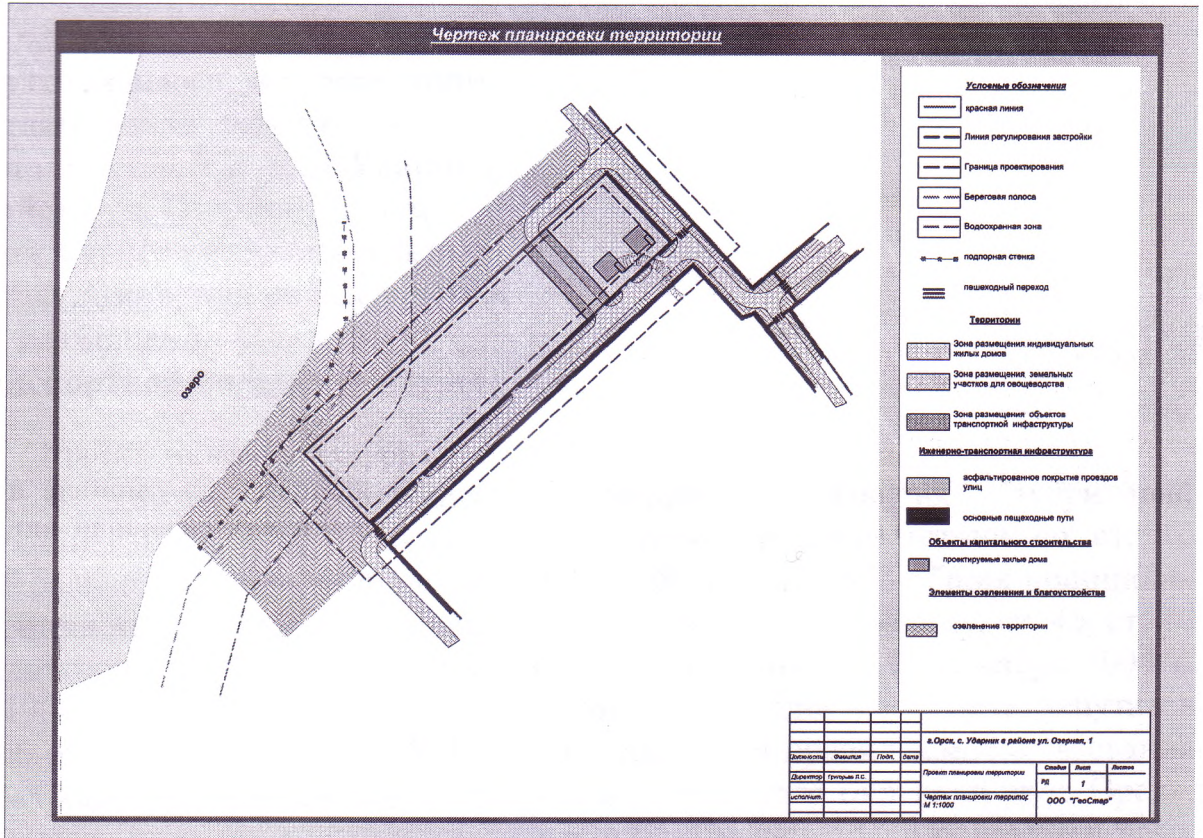 Чертеж планировки территории
озеро
Условные обозначения
красная линия
Линия регулирования застройки
Граница проектирования
Береговая полоса
Водоохранная зона
подпорная стенка
пешеходный переход
Территории
Зона размещения индивидуальных
жилых домов
Зона размещения земельных
участков для овощеводства
Зона размещения объектов
транспортной инфаструктуры
Иженерно-транспортная инфраструктура
асфальтированное покрытие проездов
улиц
основные пещеходные пути
Объекты капитального строительства
проектируемые жилые дома
Элементы озеленения и благоустройства
озеленение территории
г.Орск, с. Ударник в районе ул. Озерная, 1
Должность Фамилия Подп. дата
Директор Григорьев Л.С.
исполнит.
Проект планировки территории
Стадия Лист Листов
РД 1
Чертеж планировки территор.
М 1:1000
ООО "ГеоСтар"